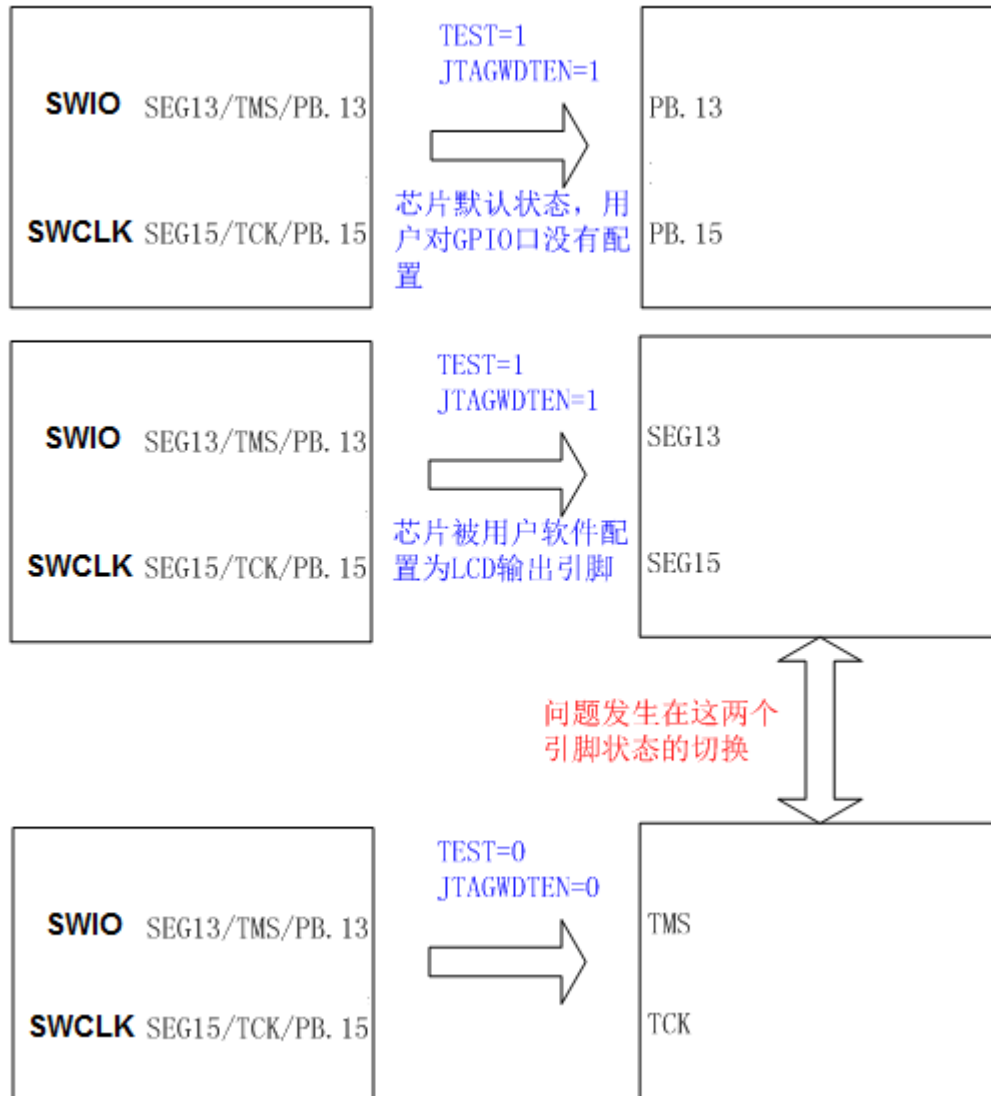 TEST=1
JTAGWDTEN=1
SWIO SEG13/TMS/PB.13
PB.13
芯片默认状态，用
户对GPIO口没有配
置
SWCLK SEG15/TCK/PB.15
PB.15
TEST=1
JTAGWDTEN=1
SWIO SEG13/TMS/PB.13
SEG13
芯片被用户软件配
置为LCD输出引脚
SWCLK SEG15/TCK/PB.15
SEG15
问题发生在这两个
引脚状态的切换
TEST=0
JTAGWDTEN=0
SWIO SEG13/TMS/PB.13
TMS
SWCLK SEG15/TCK/PB.15
TCK